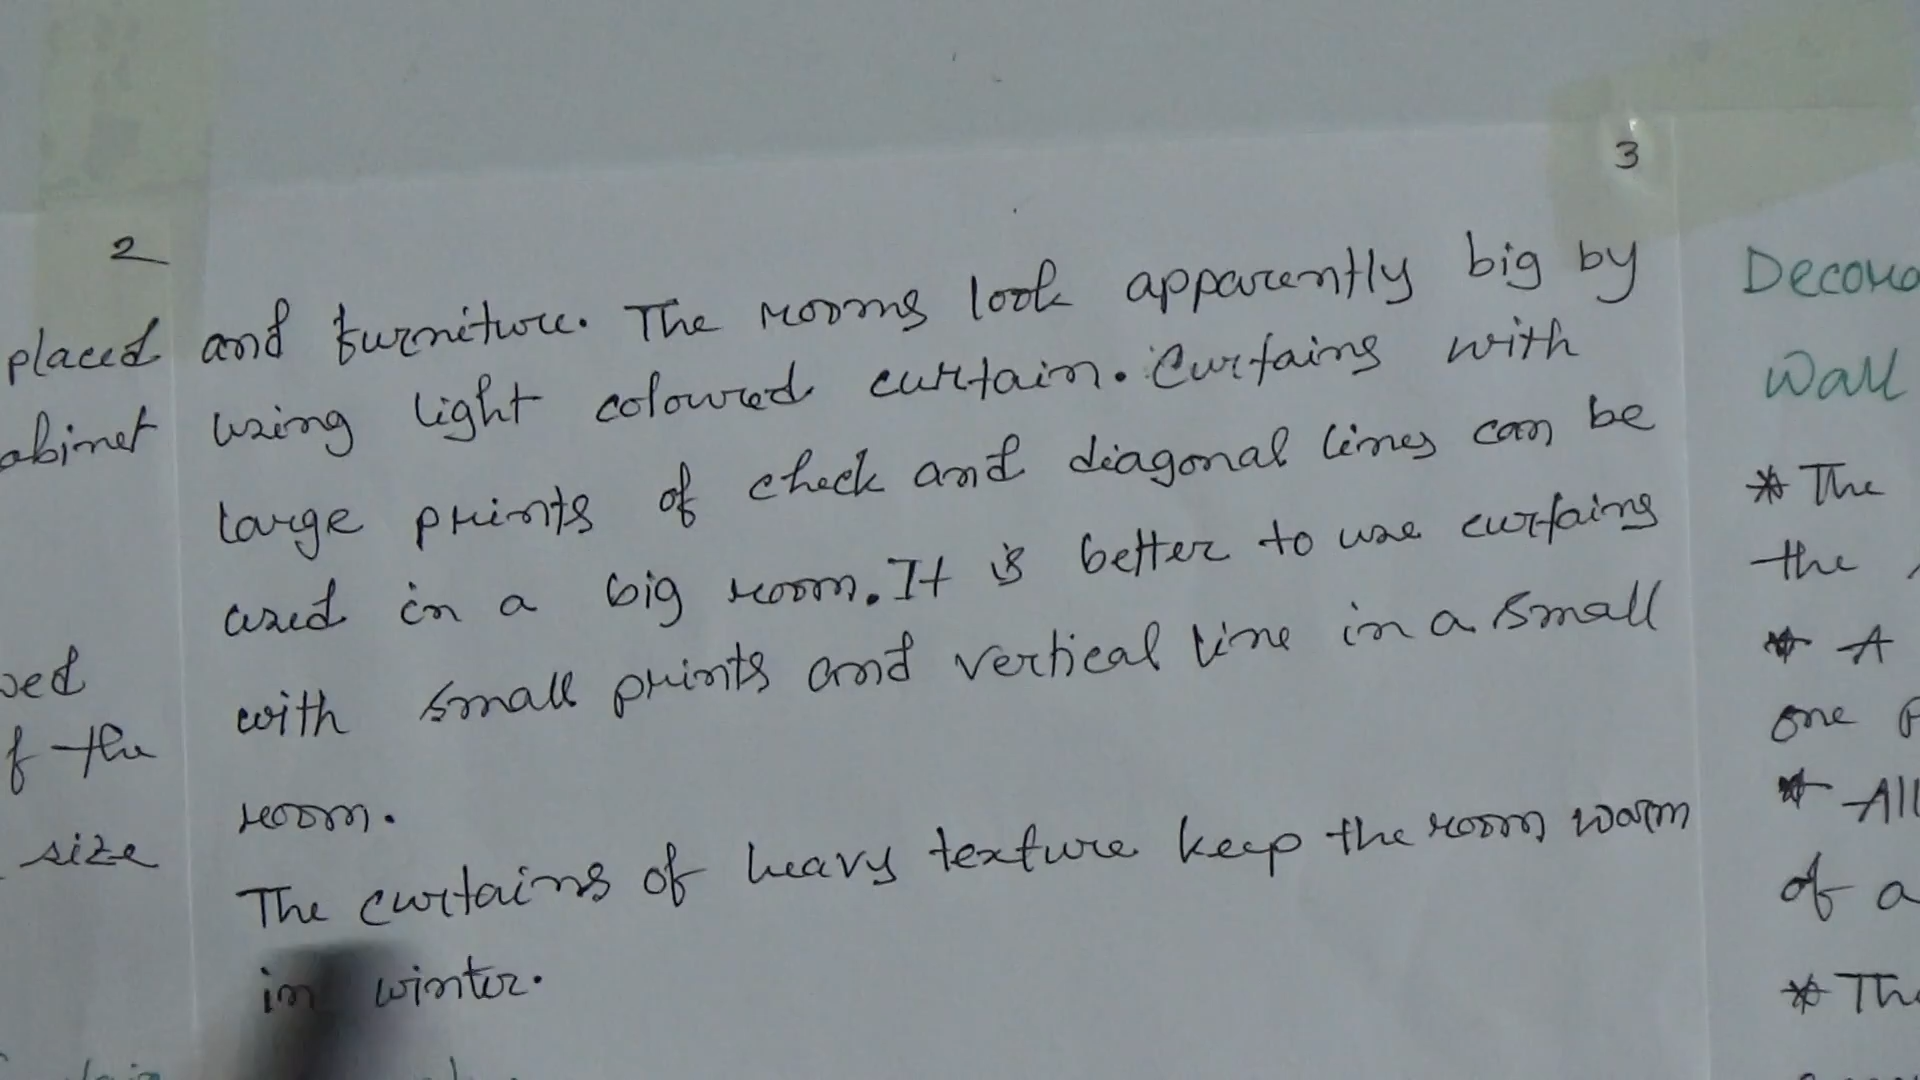 2
placed
abinet
f the
size
3
and furniture. The rooms look apparently big by
using light coloured curtain. Curtains with
large prints of check and diagonal lines can be
used in a big room. It is better to use curtains
with small prints and vertical line in a small
room.
The curtains of heavy texture keep the room warm
in winter.
Wall
* The
the
* A
one
* All
of a